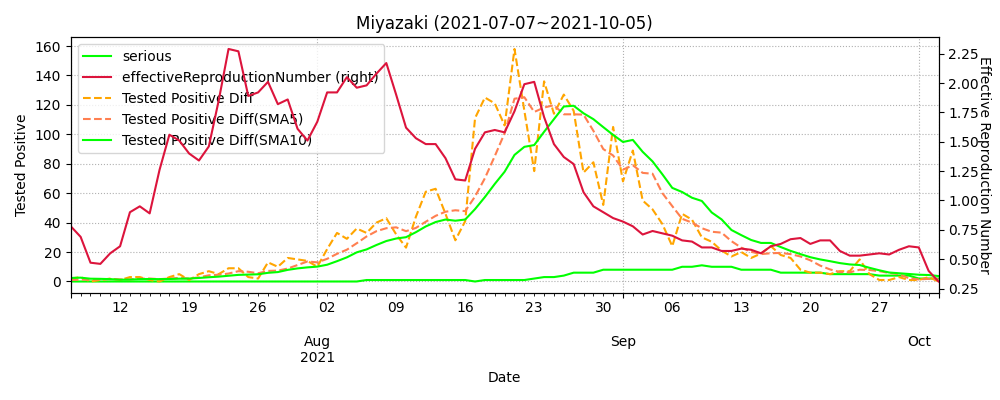 Miyazaki (2021-07-07~2021-10-05)
serious
effectiveReproductionNumber (right)
Tested Positive Diff
Tested Positive Diff(SMA5)
Tested Positive Diff(SMA10)
Tested Positive
160
140
120
100
80
60
40
20
0
Effective Reproduction Number
2.25
2.00
1.75
1.50
1.25
1.00
0.75
0.50
0.25
12 19 26 02 09 16 23 30 06 13 20 27
Aug Sep Oct
2021
Date